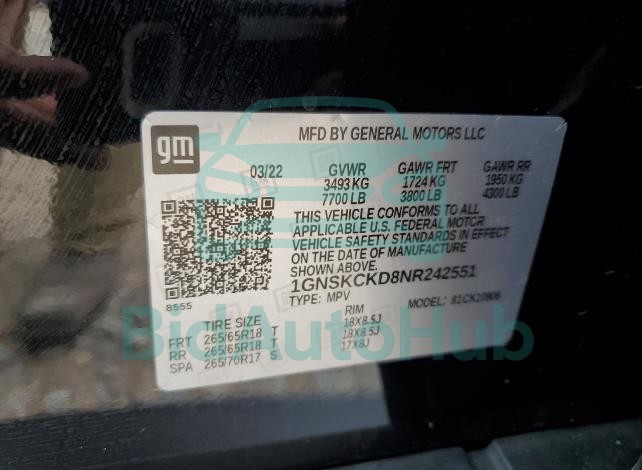 gm
MFD BY GENERAL MOTORS LLC
03/22 GVWR GAWR FRT GAWR RR
3493 KG 1724 KG 1950 KG
7700 LB 3800 LB 4300 LB
THIS VEHICLE CONFORMS TO ALL
APPLICABLE U.S. FEDERAL MOTOR
VEHICLE SAFETY STANDARDS IN EFFECT
ON THE DATE OF MANUFACTURE
SHOWN ABOVE.
1GNSKCKD8NR242551
8555 TYPE: MPV MODEL: 81CK10906
TIRE SIZE RIM
FRT 265/65R18 T 18X8.5J
RR 265/65R18 T 18X8.5J
SPA 265/70R17 S 17X8J
BidAutoHub